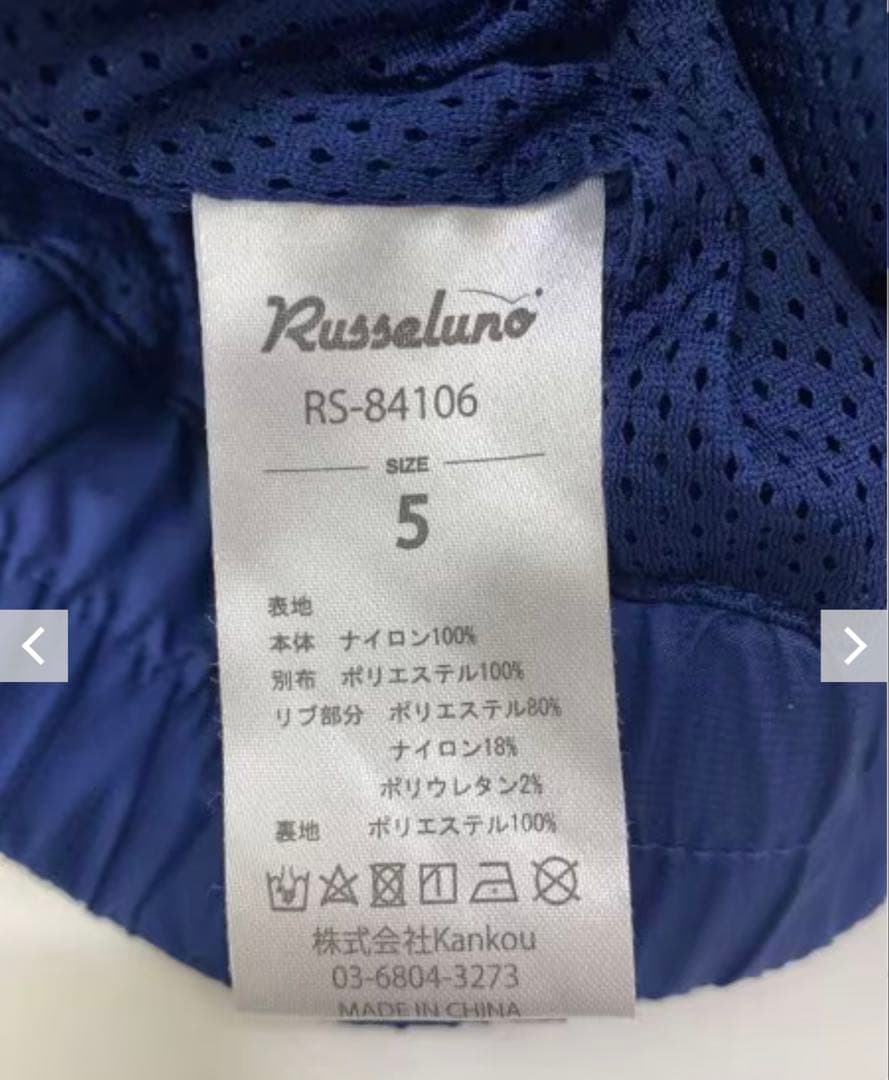 Russeluno
RS-84106
SIZE
5
表地
本体 ナイロン100%
別布 ポリエステル100%
リブ部分 ポリエステル80%
ナイロン18%
ポリウレタン2%
裏地 ポリエステル100%
株式会社Kankou
03-6804-3273
MADE IN CHINA